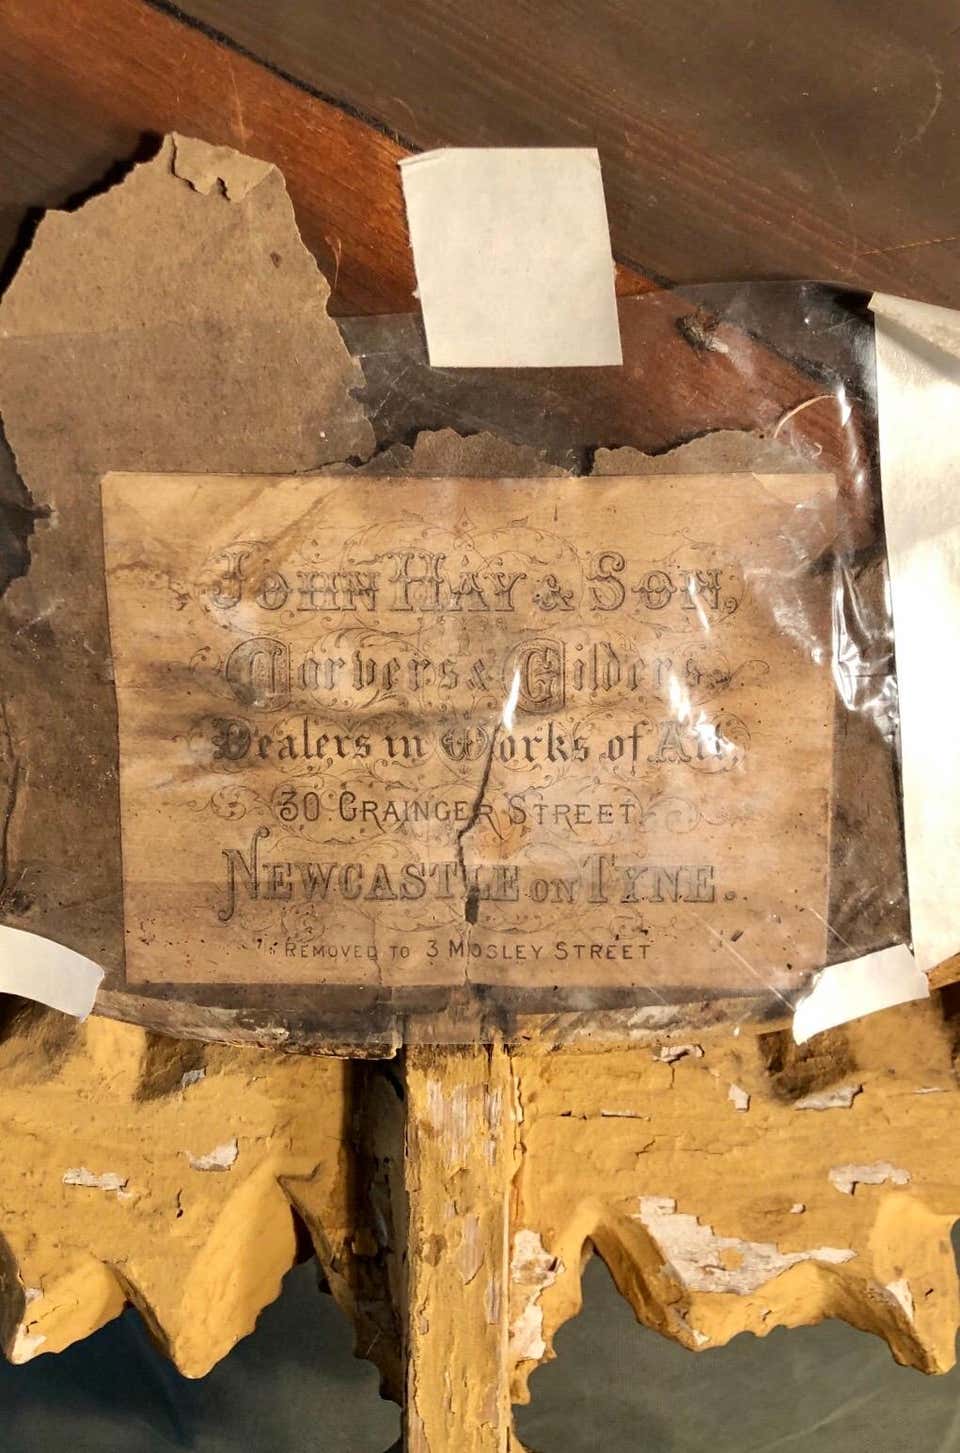 JOHN HAY & SON,
Carvers & Gilders
Dealers in Works of Art,
30 GRAINGER STREET
NEWCASTLE ON TYNE.
REMOVED TO 3 MOSLEY STREET